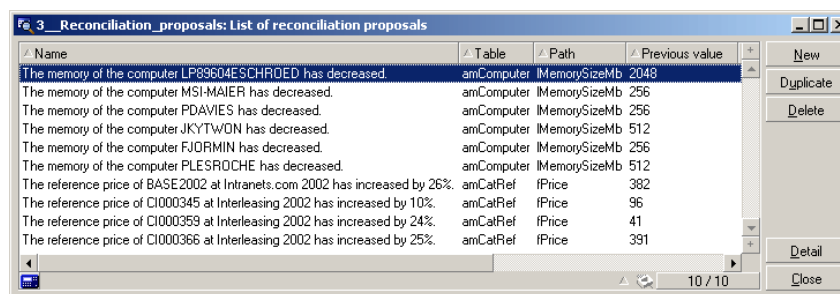 3__Reconciliation_proposals: List of reconciliation proposals
Name Table Path Previous value
The memory of the computer LP89604ESCHROED has decreased. amComputer lMemorySizeMb 2048
The memory of the computer MSI-MAIER has decreased. amComputer lMemorySizeMb 256
The memory of the computer PDAVIES has decreased. amComputer lMemorySizeMb 256
The memory of the computer JKYTWON has decreased. amComputer lMemorySizeMb 512
The memory of the computer FJORMIN has decreased. amComputer lMemorySizeMb 256
The memory of the computer PLESROCHE has decreased. amComputer lMemorySizeMb 512
The reference price of BASE2002 at Intranets.com 2002 has increased by 26%. amCatRef fPrice 382
The reference price of CI000345 at Interleasing 2002 has increased by 10%. amCatRef fPrice 96
The reference price of CI000359 at Interleasing 2002 has increased by 24%. amCatRef fPrice 41
The reference price of CI000366 at Interleasing 2002 has increased by 25%. amCatRef fPrice 391
10 / 10
New
Duplicate
Delete
Detail
Close